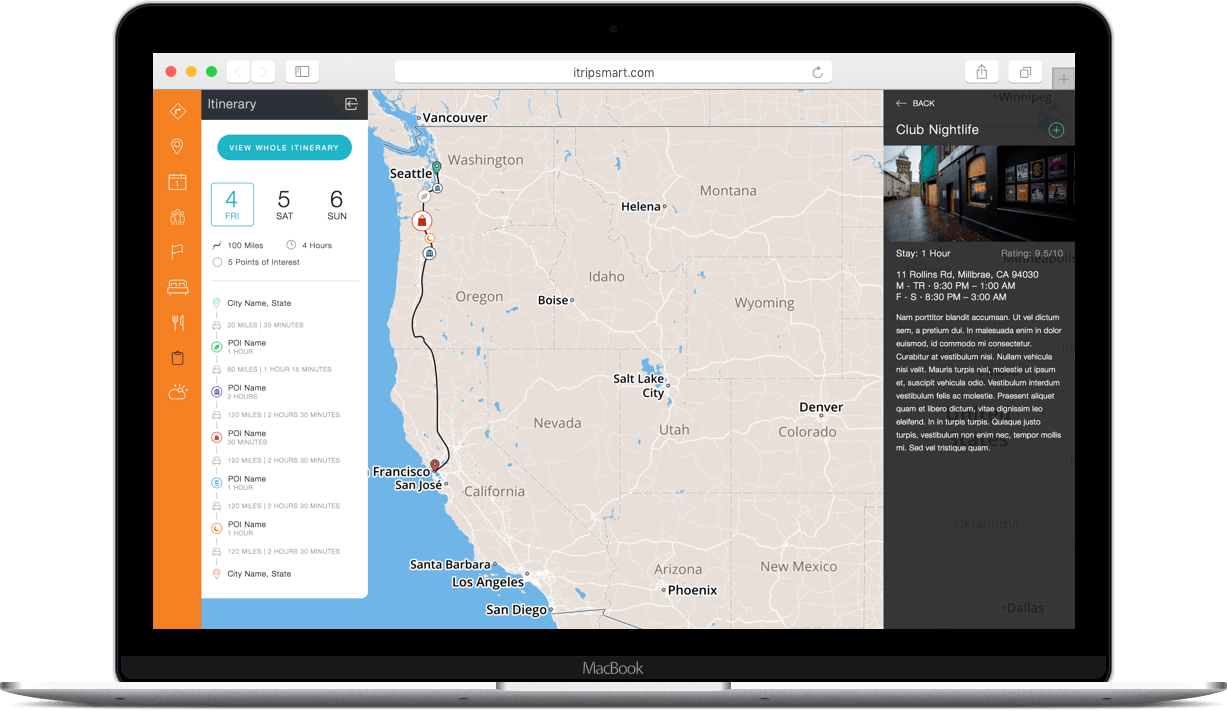 itripsmart.com
Itinerary
VIEW WHOLE ITINERARY
4
FRI
5
SAT
6
SUN
100 Miles
4 Hours
5 Points of Interest
City Name, State
20 MILES | 35 MINUTES
POI Name
1 HOUR
60 MILES | 1 HOUR 15 MINUTES
POI Name
2 HOURS
120 MILES | 2 HOURS 30 MINUTES
POI Name
30 MINUTES
120 MILES | 2 HOURS 30 MINUTES
POI Name
1 HOUR
120 MILES | 2 HOURS 30 MINUTES
POI Name
1 HOUR
120 MILES | 2 HOURS 30 MINUTES
City Name, State
1
Vancouver
Washington
Seattle
Montana
Helena
Idaho
Oregon
Boise
Wyoming
Salt Lake
City
Denver
Nevada
Utah
Colorado
Francisco
San José
California
Santa Barbara
Los Angeles
Arizona
New Mexico
Phoenix
San Diego
Winnipeg
BACK
Club Nightlife
Stay: 1 Hour
Rating: 9.5/10
Minneapolis
11 Rollins Rd, Millbrae, CA 94030
M - TR · 9:30 PM – 1:00 AM
F - S · 8:30 PM – 3:00 AM
Nam porttitor blandit accumsan. Ut vel dictum
sem, a pretium dui. In malesuada enim in dolor
euismod, id commodo mi consectetur.
Curabitur at vestibulum nisi. Nullam vehicula
nisi velit. Mauris turpis nisl, molestie ut ipsum
et, suscipit vehicula odio. Vestibulum interdum
vestibulum felis ac molestie. Praesent aliquet
quam et libero dictum, vitae dignissim leo
eleifend. In in turpis turpis. Quisque justo
turpis, vestibulum non enim nec, tempor mollis
mi. Sed vel tristique quam.
United
States
Oklahoma
Dallas
MacBook